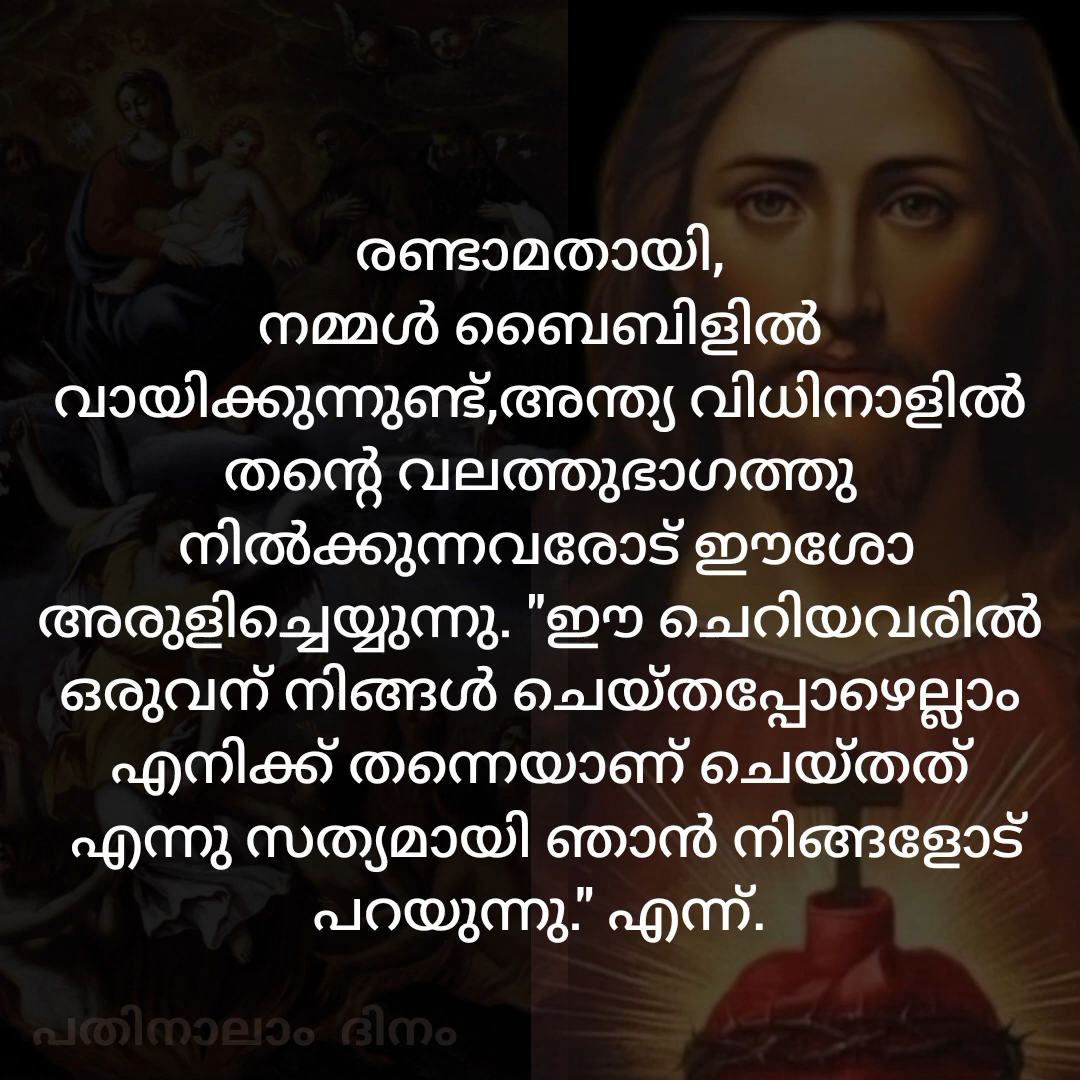 രണ്ടാമതായി,
നമ്മൾ ബൈബിളിൽ
വായിക്കുന്നുണ്ട്,അന്ത്യ വിധിനാളിൽ
തന്റെ വലത്തുഭാഗത്തു
നിൽക്കുന്നവരോട് ഈശോ
അരുളിച്ചെയ്യുന്നു. "ഈ ചെറിയവരിൽ
ഒരുവന് നിങ്ങൾ ചെയ്തപ്പോഴെല്ലാം
എനിക്ക് തന്നെയാണ് ചെയ്തത്
എന്നു സത്യമായി ഞാൻ നിങ്ങളോട്
പറയുന്നു." എന്ന്.
പതിനാലാം ദിനം